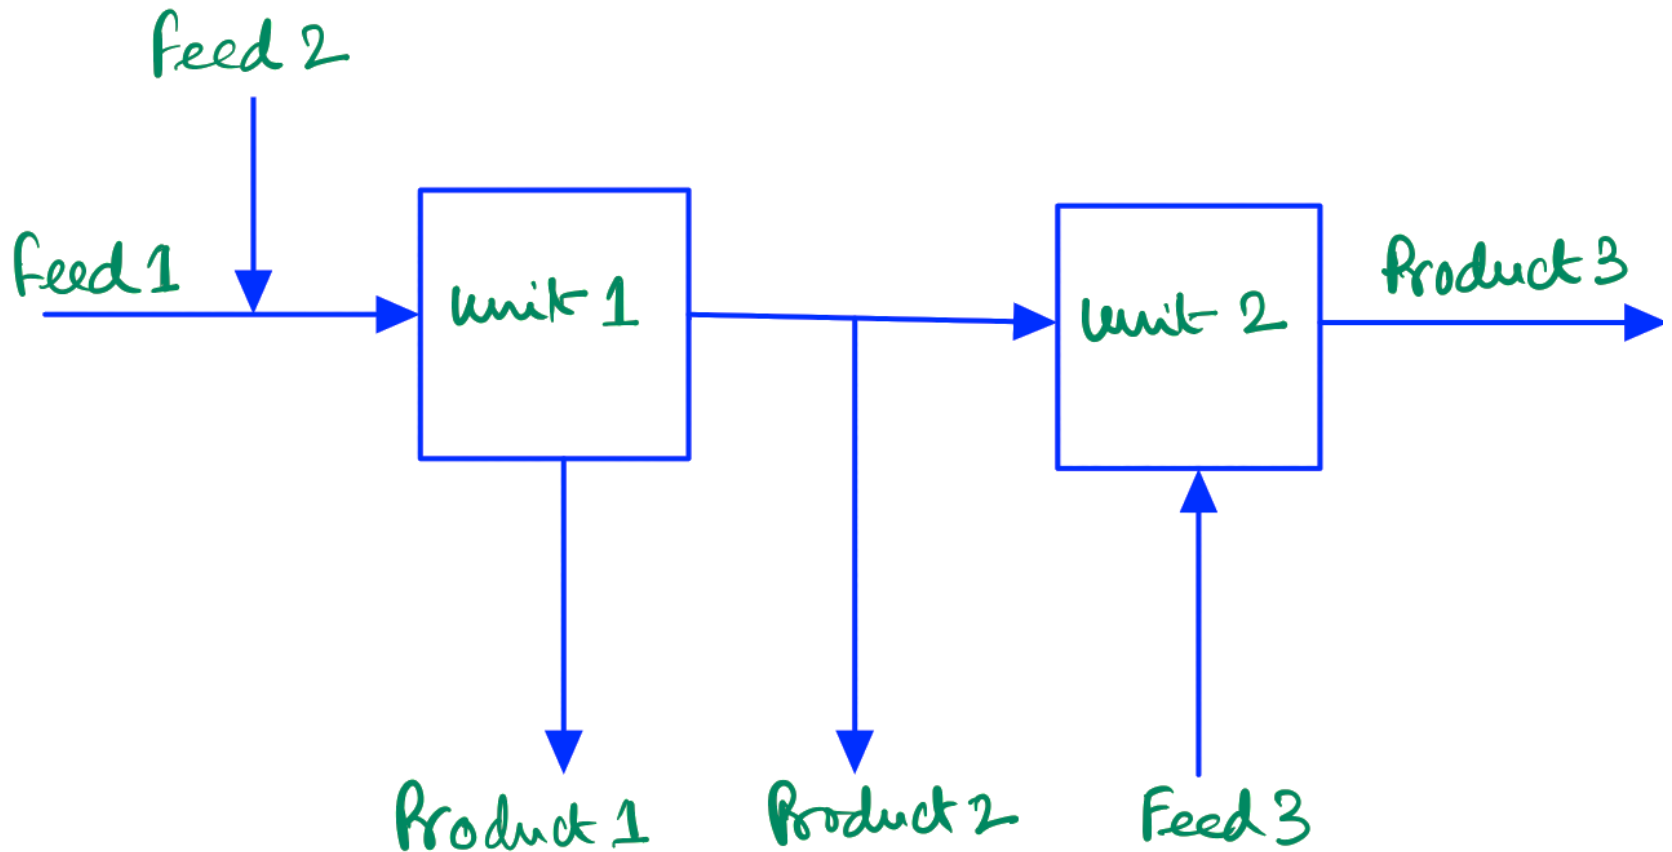 Feed 2
Feed 1
Unit 1
Unit 2
Product 3
Product 1
Product 2
Feed 3